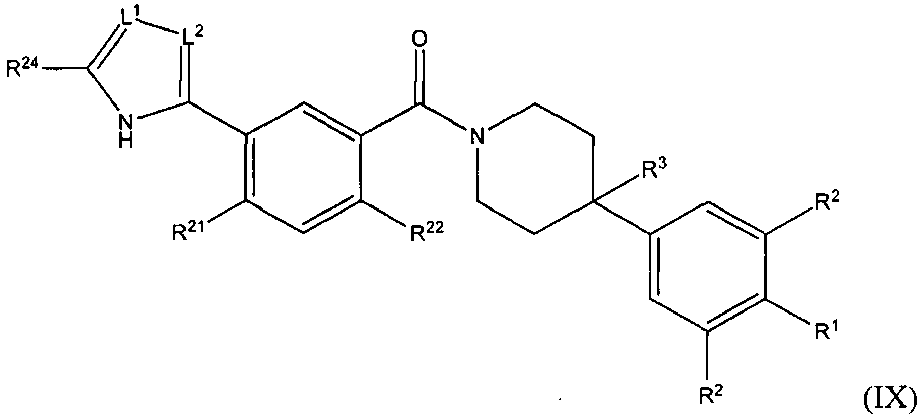 L¹
L²
O
R²⁴
N
H
N
R³
R²
R²¹
R²²
R¹
R²
(IX)